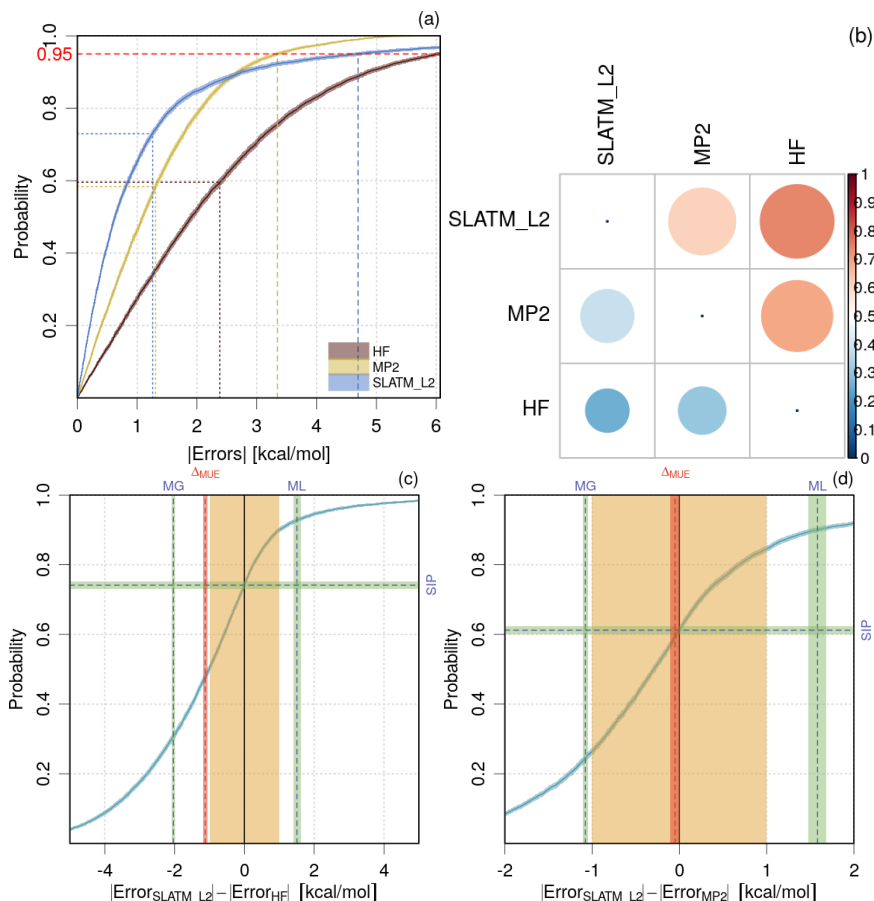 (a)
1.0
0.95
0.8
0.6
0.4
0.2
Probability
0 1 2 3 4 5 6
|Errors| [kcal/mol]
HF
MP2
SLATM_L2
(b)
SLATM_L2 MP2 HF
SLATM_L2
MP2
HF
1
0.9
0.8
0.7
0.6
0.5
0.4
0.3
0.2
0.1
0
(c)
MG Δ_MUE ML
1.0
0.8
0.6
0.4
0.2
Probability
SIP
-4 -2 0 2 4
|Error_SLATM_L2|−|Error_HF| [kcal/mol]
(d)
MG Δ_MUE ML
1.0
0.8
0.6
0.4
0.2
Probability
SIP
-2 -1 0 1 2
|Error_SLATM_L2|−|Error_MP2| [kcal/mol]